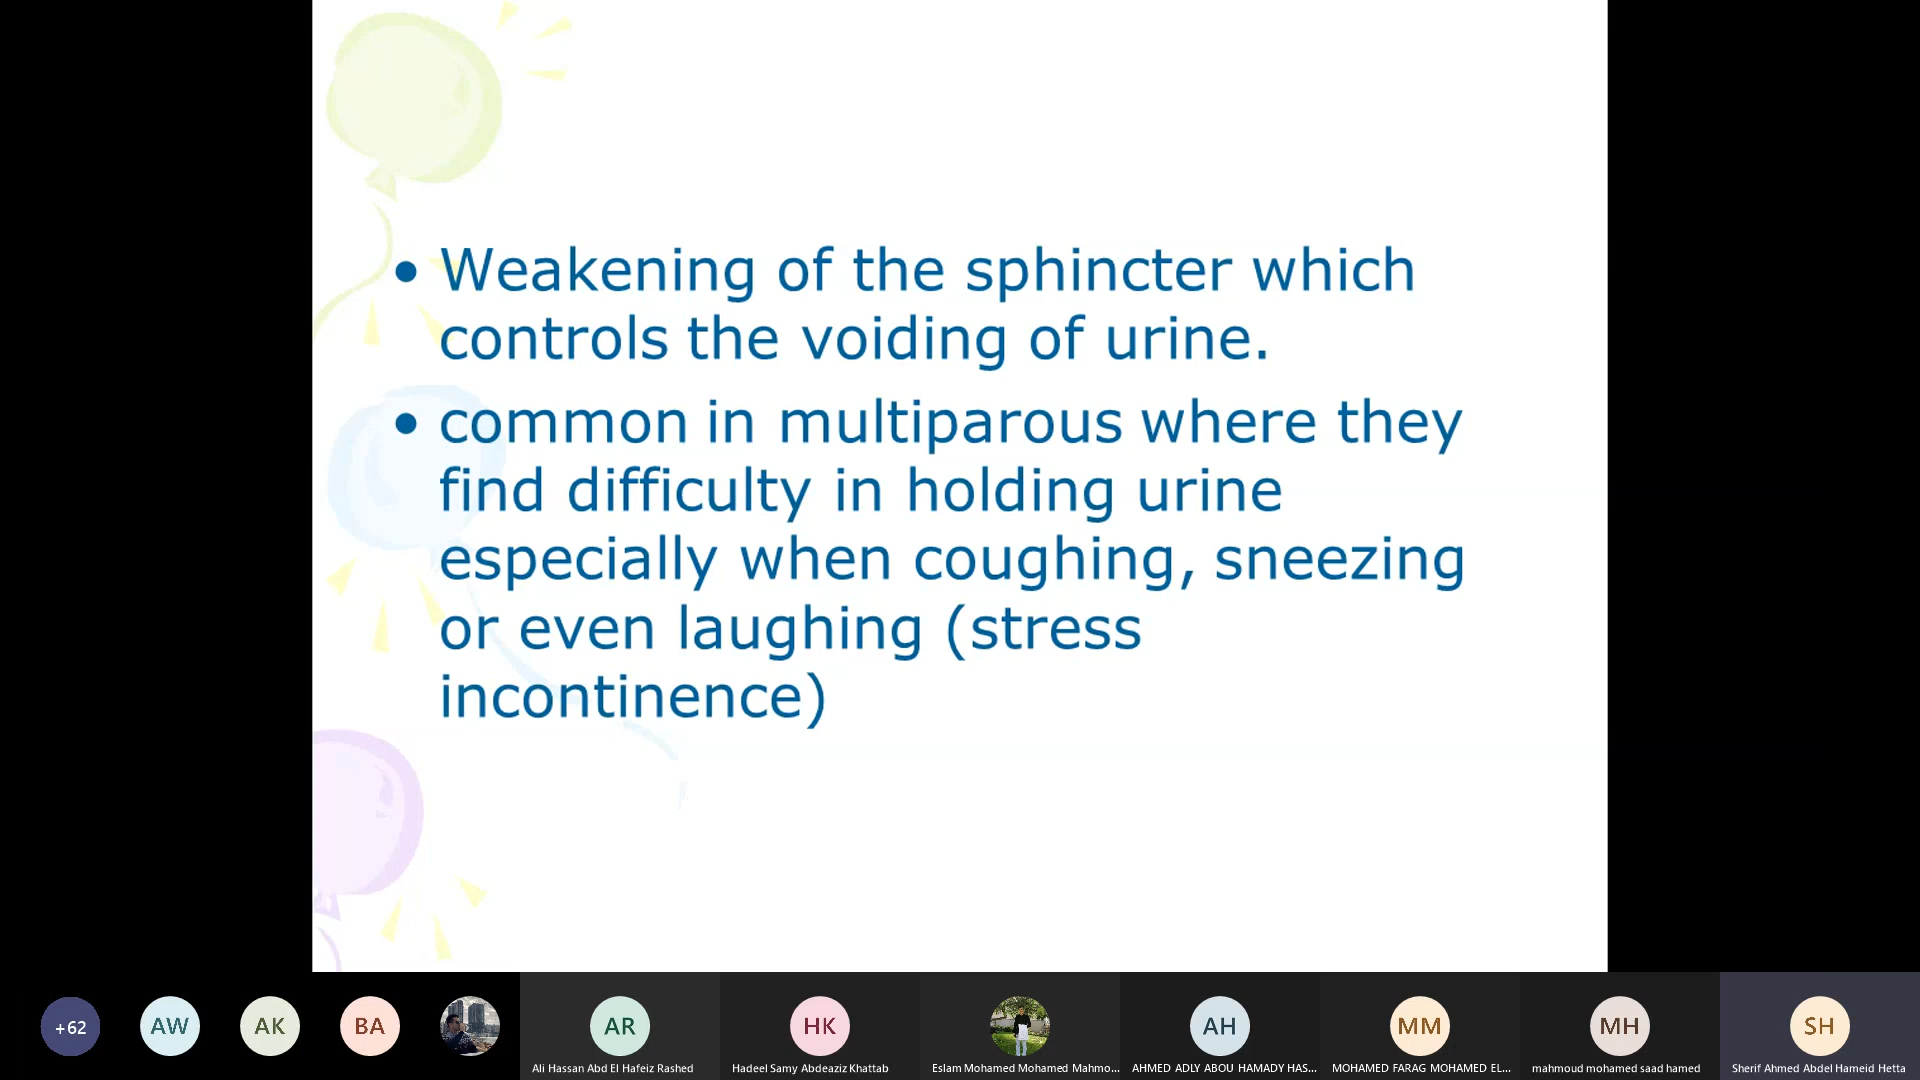 • Weakening of the sphincter which
controls the voiding of urine.
• common in multiparous where they
find difficulty in holding urine
especially when coughing, sneezing
or even laughing (stress
incontinence)
+62
AW
AK
BA
AR
HK
AH
MM
MH
SH
Ali Hassan Abd El Hafeiz Rashed
Hadeel Samy Abdeaziz Khattab
Eslam Mohamed Mohamed Mahmo...
AHMED ADLY ABOU HAMADY HAS...
MOHAMED FARAG MOHAMED EL...
mahmoud mohamed saad hamed
Sherif Ahmed Abdel Hameid Hetta